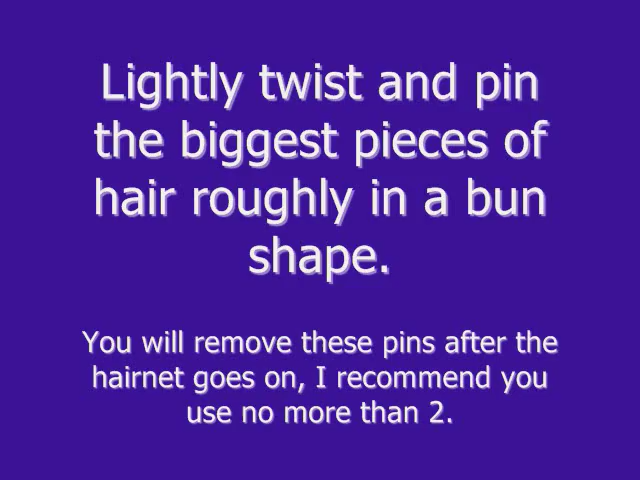 Lightly twist and pin
the biggest pieces of
hair roughly in a bun
shape.
You will remove these pins after the
hairnet goes on, I recommend you
use no more than 2.